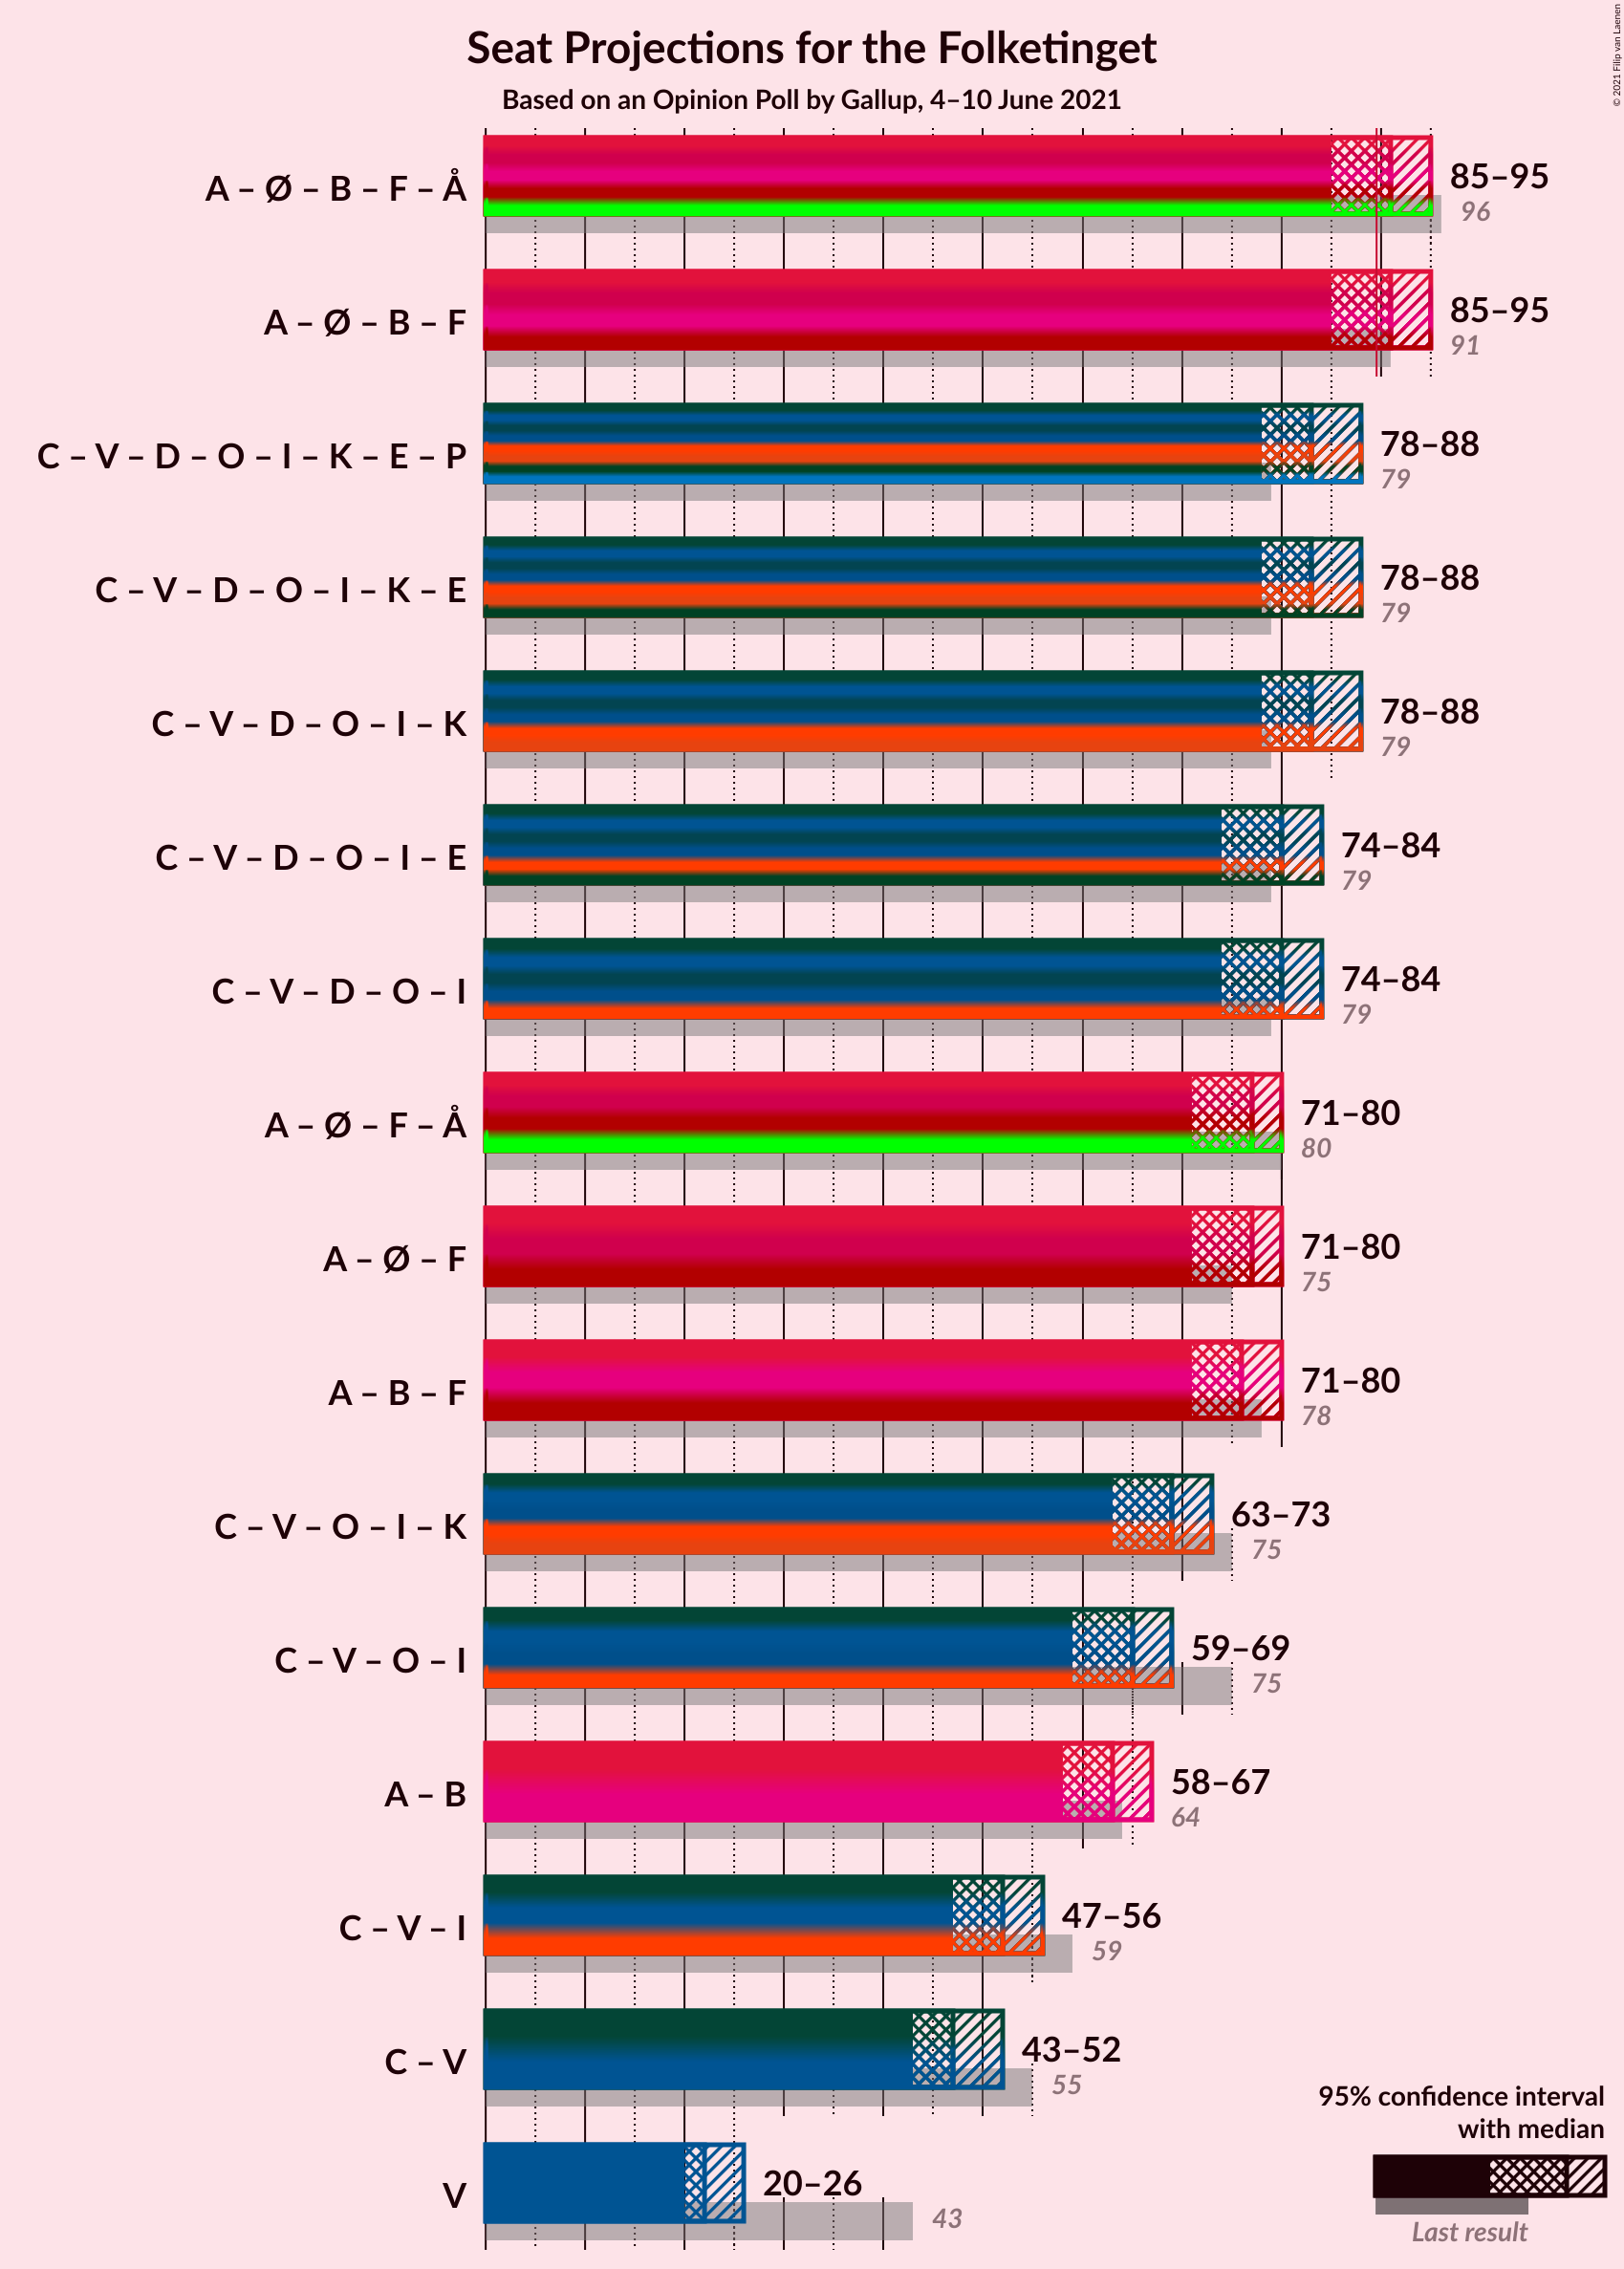 Seat Projections for the Folketinget
Based on an Opinion Poll by Gallup, 4–10 June 2021
© 2021 Filip van Laenen
A – Ø – B – F – Å
85–95
96
A – Ø – B – F
85–95
91
C – V – D – O – I – K – E – P
78–88
79
C – V – D – O – I – K – E
78–88
79
C – V – D – O – I – K
78–88
79
C – V – D – O – I – E
74–84
79
C – V – D – O – I
74–84
79
A – Ø – F – Å
71–80
80
A – Ø – F
71–80
75
A – B – F
71–80
78
C – V – O – I – K
63–73
75
C – V – O – I
59–69
75
A – B
58–67
64
C – V – I
47–56
59
C – V
43–52
55
V
20–26
43
95% confidence interval
with median
Last result